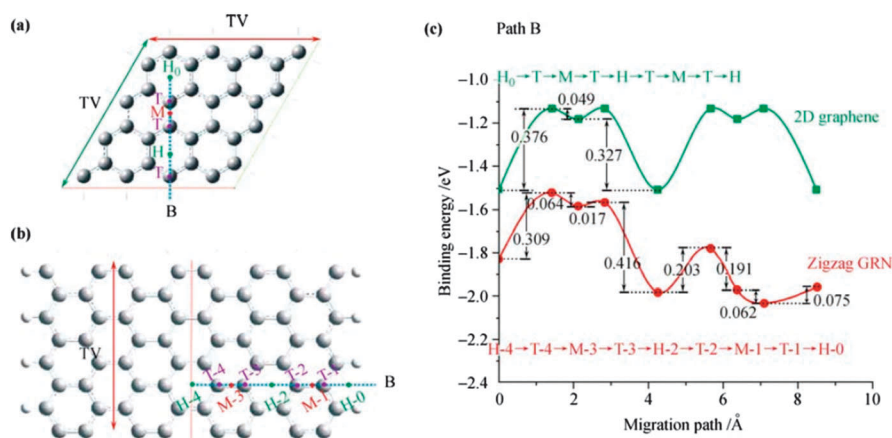 (a)
TV
TV
H₀
T
M
T
H
T
B
(b)
TV
T-4
T-3
T-2
T-1
B
H-4
M-3
H-2
M-1
H-0
(c)
Path B
H₀→T→M→T→H→T→M→T→H
−1.0
−1.2
−1.4
−1.6
−1.8
−2.0
−2.2
−2.4
Binding energy /eV
0.049
2D graphene
0.376
0.327
0.064
0.017
0.309
0.416
0.203
0.191
Zigzag GRN
0.062
0.075
H-4→T-4→M-3→T-3→H-2→T-2→M-1→T-1→H-0
0
2
4
6
8
10
Migration path /Å